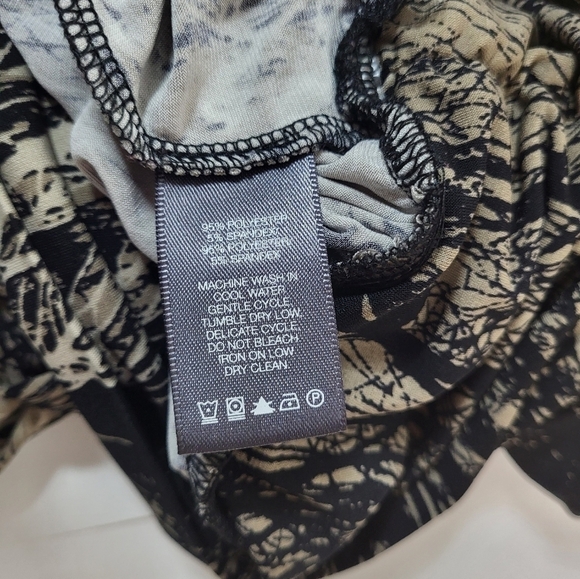 95% POLYESTER
5% SPANDEX
95% POLYESTER
5% SPANDEX
MACHINE WASH IN
COOL WATER
GENTLE CYCLE
TUMBLE DRY LOW
DELICATE CYCLE,
DO NOT BLEACH
IRON ON LOW
DRY CLEAN.
P